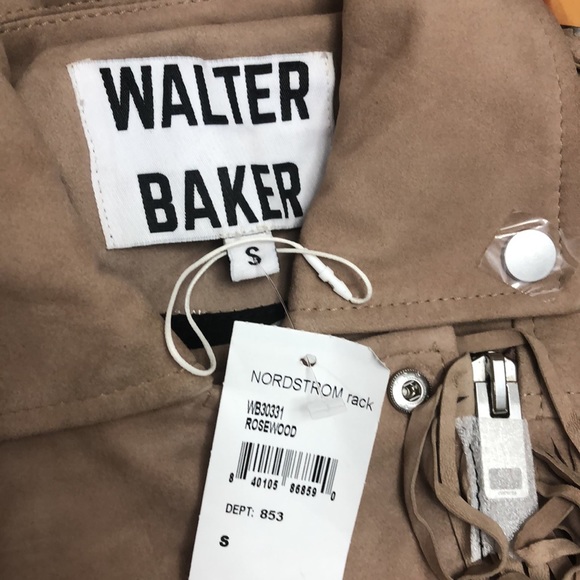 WALTER
BAKER
S
NORDSTROM rack
WB30331
ROSEWOOD
8 40105 86859 0
DEPT: 853
S